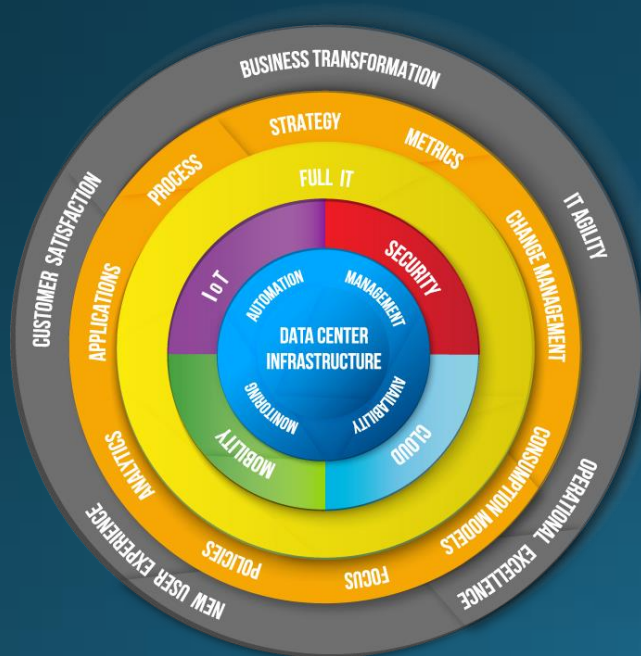 BUSINESS TRANSFORMATION
IT AGILITY
OPERATIONAL EXCELLENCE
NEW USER EXPERIENCE
CUSTOMER SATISFACTION
STRATEGY
METRICS
CHANGE MANAGEMENT
CONSUMPTION MODELS
FOCUS
POLICIES
ANALYTICS
APPLICATIONS
PROCESS
FULL IT
IoT
SECURITY
CLOUD
MOBILITY
AUTOMATION
MANAGEMENT
AVAILABILITY
MONITORING
DATA CENTER
INFRASTRUCTURE